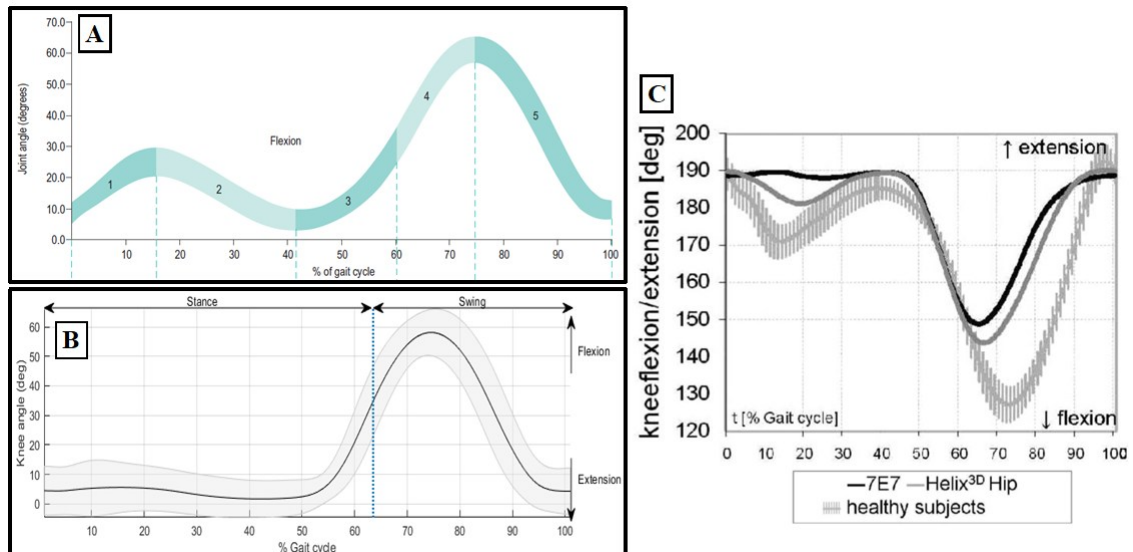 A
70.0
60.0
50.0
40.0
30.0
20.0
10.0
0.0
Joint angle (degrees)
Flexion
1
2
3
4
5
10 20 30 40 50 60 70 80 90 100
% of gait cycle
B
Stance
Swing
60
50
40
30
20
10
0
Knee angle (deg)
Flexion
Extension
10 20 30 40 50 60 70 80 90 100
% Gait cycle
C
200
190
180
170
160
150
140
130
120
kneeflexion/extension [deg]
↑ extension
t [% Gait cycle]
↓ flexion
0 10 20 30 40 50 60 70 80 90 100
7E7
Helix3D Hip
healthy subjects